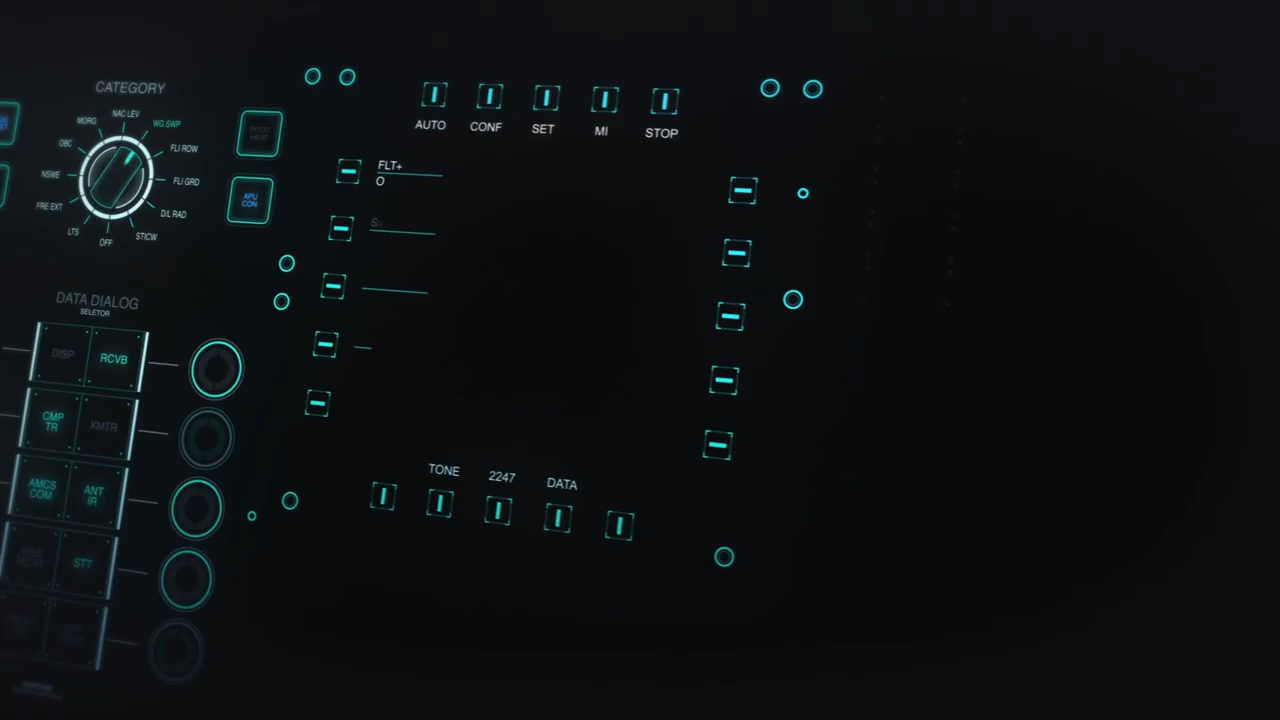 CATEGORY
NAC LEV
MORG
WG SWP
OBC
FLI ROW
NSWE
FLI GRD
FRE EXT
D/L RAD
LTS
OFF
STICW
APU
CON
AUTO
CONF
SET
MI
STOP
FLT+
O
DATA DIALOG
SELETOR
DISP
RCVB
CMP
TR
XMTR
AMCS
COM
ANT
IR
STT
TONE
2247
DATA